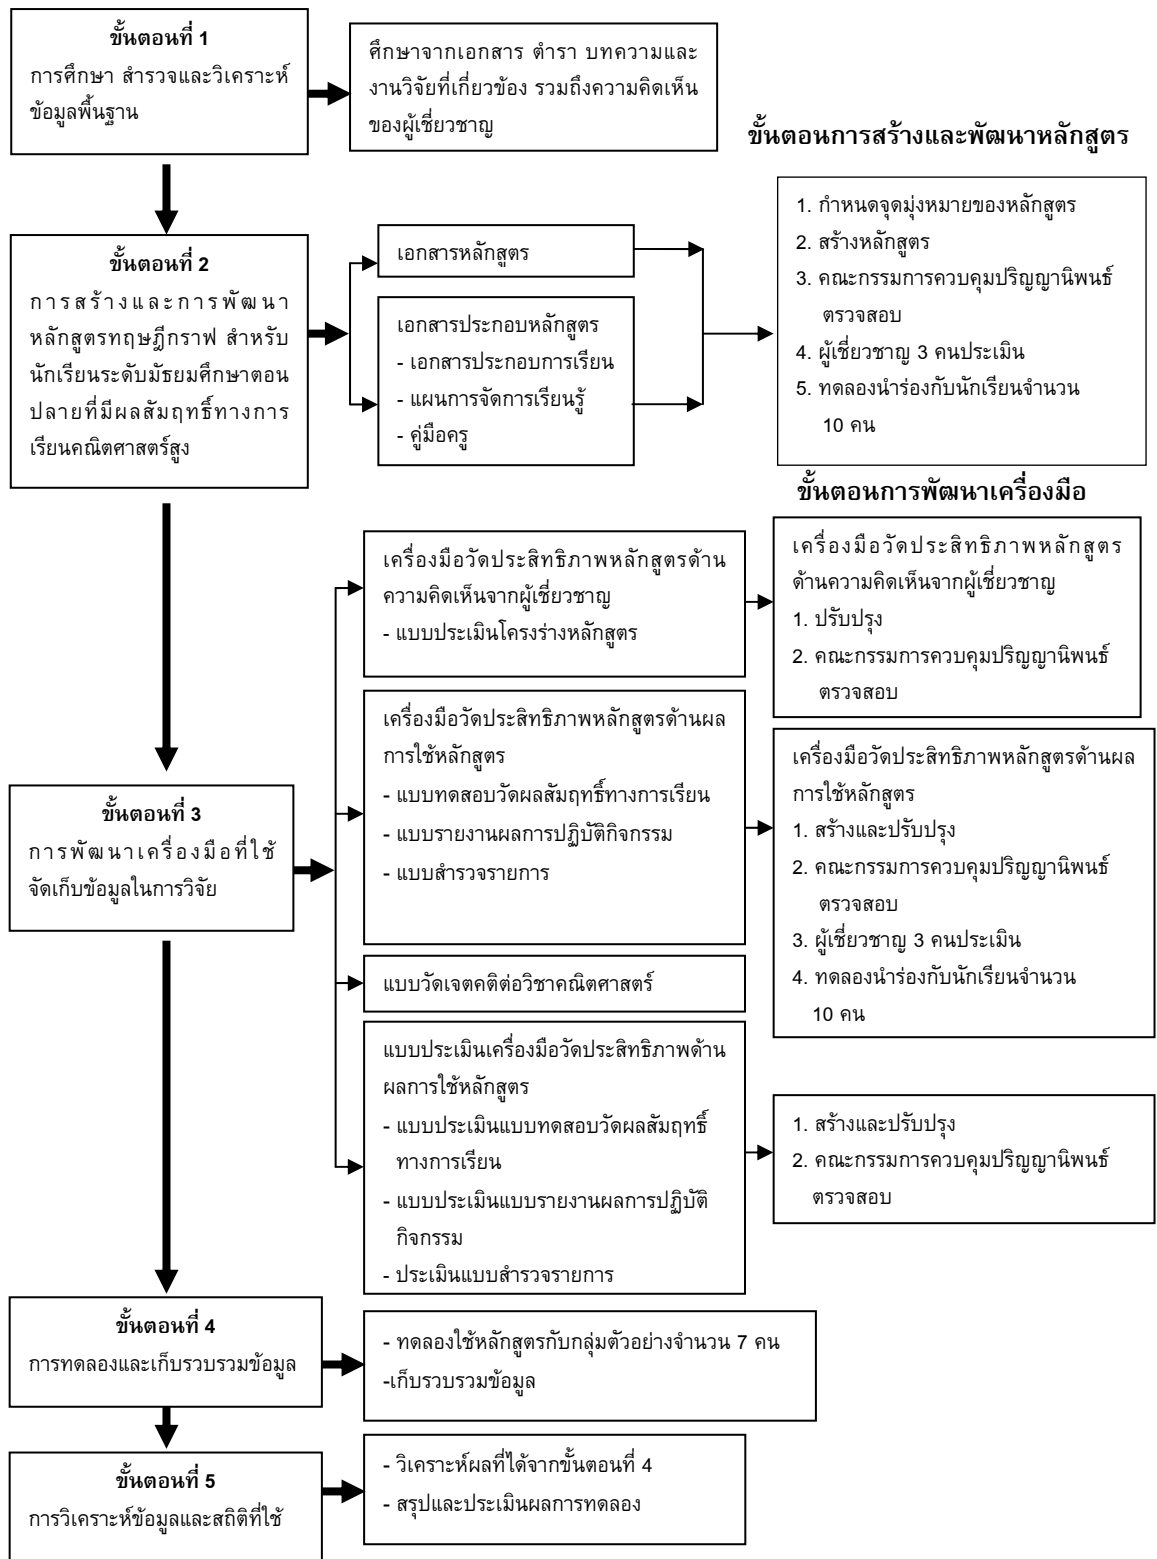 ขั้นตอนที่ 1
การศึกษา สำรวจและวิเคราะห์
ข้อมูลพื้นฐาน
ศึกษาจากเอกสาร ตำรา บทความและ
งานวิจัยที่เกี่ยวข้อง รวมถึงความคิดเห็น
ของผู้เชี่ยวชาญ
ขั้นตอนการสร้างและพัฒนาหลักสูตร
ขั้นตอนที่ 2
การสร้างและการพัฒนา
หลักสูตรทฤษฎีกราฟ สำหรับ
นักเรียนระดับมัธยมศึกษาตอน
ปลายที่มีผลสัมฤทธิ์ทางการ
เรียนคณิตศาสตร์สูง
เอกสารหลักสูตร
เอกสารประกอบหลักสูตร
- เอกสารประกอบการเรียน
- แผนการจัดการเรียนรู้
- คู่มือครู
1. กำหนดจุดมุ่งหมายของหลักสูตร
2. สร้างหลักสูตร
3. คณะกรรมการควบคุมปริญญานิพนธ์
ตรวจสอบ
4. ผู้เชี่ยวชาญ 3 คนประเมิน
5. ทดลองนำร่องกับนักเรียนจำนวน
10 คน
ขั้นตอนการพัฒนาเครื่องมือ
ขั้นตอนที่ 3
การพัฒนาเครื่องมือที่ใช้
จัดเก็บข้อมูลในการวิจัย
เครื่องมือวัดประสิทธิภาพหลักสูตรด้าน
ความคิดเห็นจากผู้เชี่ยวชาญ
- แบบประเมินโครงร่างหลักสูตร
เครื่องมือวัดประสิทธิภาพหลักสูตร
ด้านความคิดเห็นจากผู้เชี่ยวชาญ
1. ปรับปรุง
2. คณะกรรมการควบคุมปริญญานิพนธ์
ตรวจสอบ
เครื่องมือวัดประสิทธิภาพหลักสูตรด้านผล
การใช้หลักสูตร
- แบบทดสอบวัดผลสัมฤทธิ์ทางการเรียน
- แบบรายงานผลการปฏิบัติกิจกรรม
- แบบสำรวจรายการ
เครื่องมือวัดประสิทธิภาพหลักสูตรด้านผล
การใช้หลักสูตร
1. สร้างและปรับปรุง
2. คณะกรรมการควบคุมปริญญานิพนธ์
ตรวจสอบ
3. ผู้เชี่ยวชาญ 3 คนประเมิน
4. ทดลองนำร่องกับนักเรียนจำนวน
10 คน
แบบวัดเจตคติต่อวิชาคณิตศาสตร์
แบบประเมินเครื่องมือวัดประสิทธิภาพด้าน
ผลการใช้หลักสูตร
- แบบประเมินแบบทดสอบวัดผลสัมฤทธิ์
ทางการเรียน
- แบบประเมินแบบรายงานผลการปฏิบัติ
กิจกรรม
- ประเมินแบบสำรวจรายการ
1. สร้างและปรับปรุง
2. คณะกรรมการควบคุมปริญญานิพนธ์
ตรวจสอบ
ขั้นตอนที่ 4
การทดลองและเก็บรวบรวมข้อมูล
- ทดลองใช้หลักสูตรกับกลุ่มตัวอย่างจำนวน 7 คน
-เก็บรวบรวมข้อมูล
ขั้นตอนที่ 5
การวิเคราะห์ข้อมูลและสถิติที่ใช้
- วิเคราะห์ผลที่ได้จากขั้นตอนที่ 4
- สรุปและประเมินผลการทดลอง